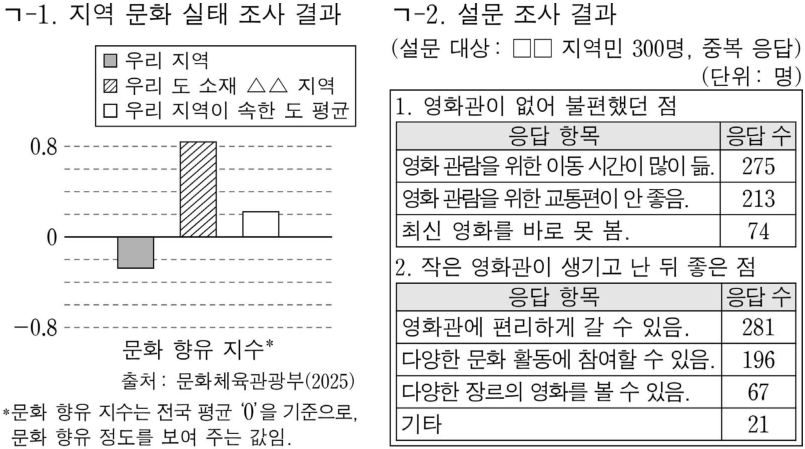 ㄱ-1. 지역 문화 실태 조사 결과
우리 지역
우리 도 소재 △△ 지역
우리 지역이 속한 도 평균
0.8
0
-0.8
문화 향유 지수*
출처 : 문화체육관광부(2025)
*문화 향유 지수는 전국 평균 ‘0’을 기준으로,
문화 향유 정도를 보여 주는 값임.
ㄱ-2. 설문 조사 결과
(설문 대상 : □□ 지역민 300명, 중복 응답)
(단위 : 명)
1. 영화관이 없어 불편했던 점
응답 항목 응답 수
영화 관람을 위한 이동 시간이 많이 듦. 275
영화 관람을 위한 교통편이 안 좋음. 213
최신 영화를 바로 못 봄. 74
2. 작은 영화관이 생기고 난 뒤 좋은 점
응답 항목 응답 수
영화관에 편리하게 갈 수 있음. 281
다양한 문화 활동에 참여할 수 있음. 196
다양한 장르의 영화를 볼 수 있음. 67
기타 21